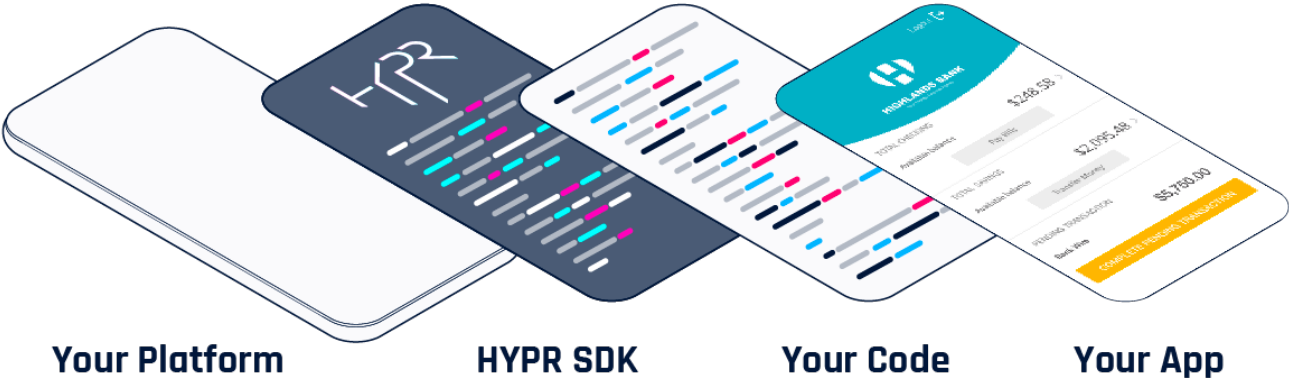 HYPR
Logout
HIGHLANDS BANK
$248.58
TOTAL CHECKING
Available balance
Pay Bills
$2,095.48
TOTAL SAVINGS
Available balance
Transfer Money
$5,750.00
PENDING TRANSACTION
Bank Wire
COMPLETE PENDING TRANSACTION
Your Platform
HYPR SDK
Your Code
Your App